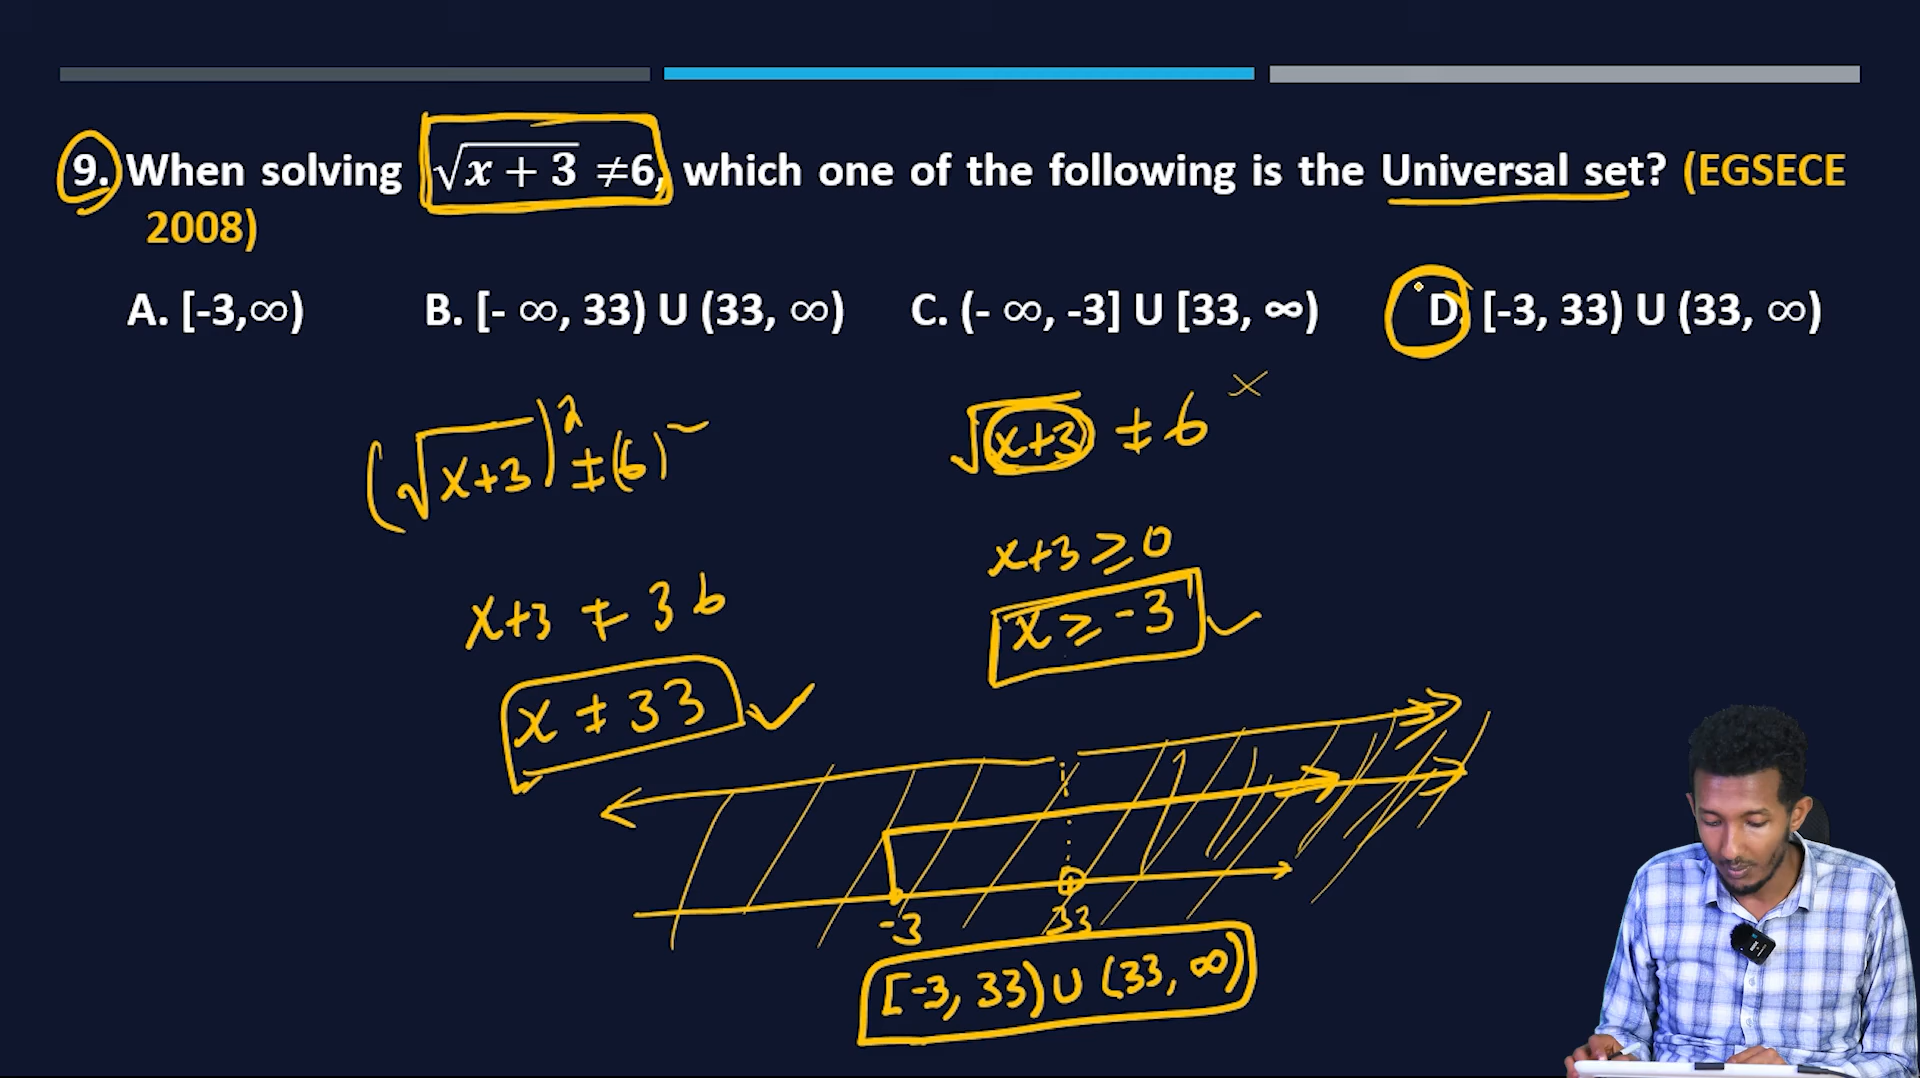 9. When solving √x + 3 ≠6, which one of the following is the Universal set? (EGSECE
2008)
A. [-3,∞) B. [- ∞, 33) U (33, ∞) C. (- ∞, -3] U [33, ∞) D. [-3, 33) U (33, ∞)
(√x+3)² ≠ (6)²
x+3 ≠ 36
x ≠ 33
√x+3 ≠ 6
x+3 ≥ 0
x ≥ -3
-3 33
[-3, 33) U (33, ∞)